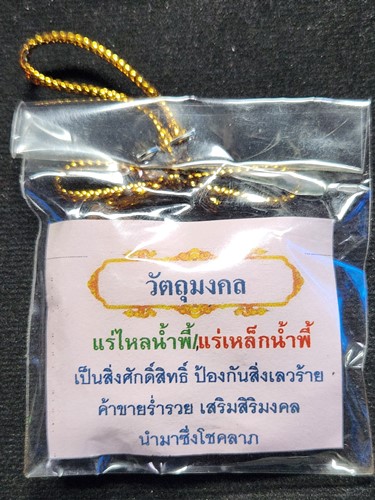 วัตถุมงคล
แร่ไหลน้ำพี้/แร่เหล็กน้ำพี้
เป็นสิ่งศักดิ์สิทธิ์ ป้องกันสิ่งเลวร้าย
ค้าขายร่ำรวย เสริมสิริมงคล
นำมาซึ่งโชคลาภ